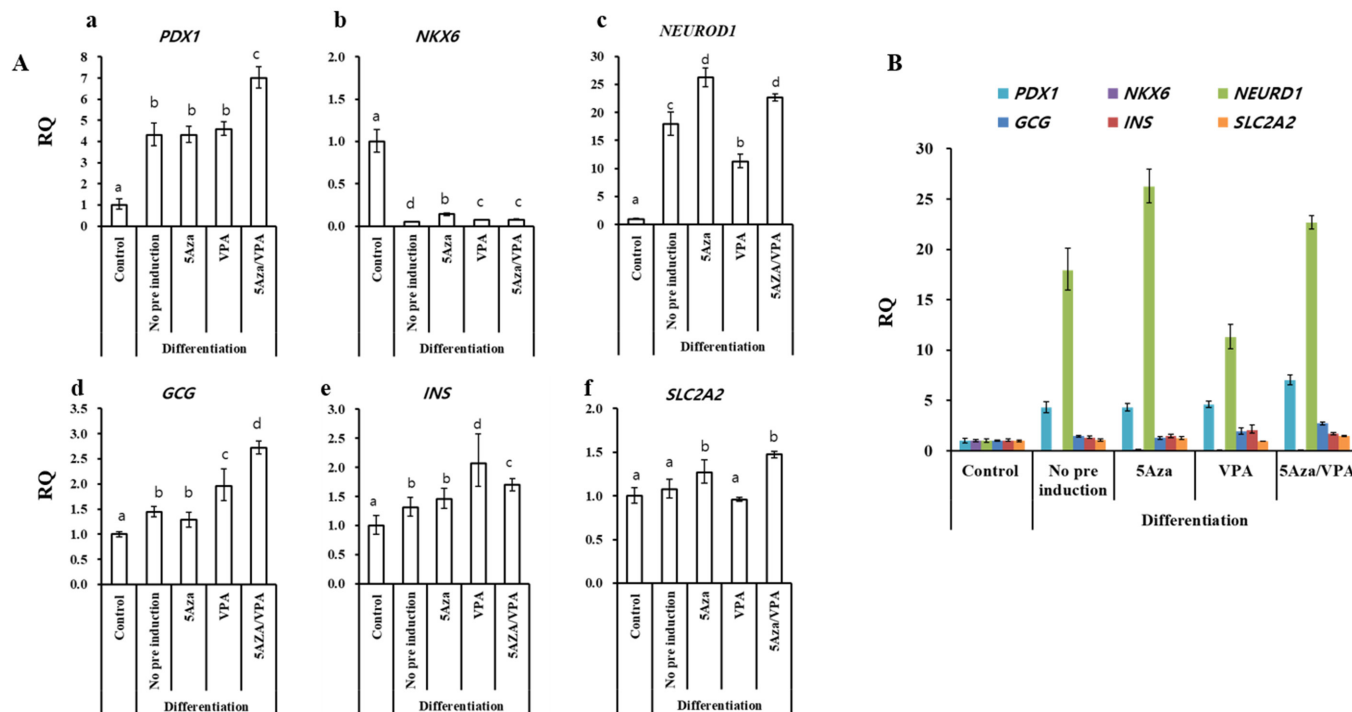 A
a
PDX1
RQ
8
7
6
5
4
3
2
1
0
a
b
b
b
c
Control
No pre induction
5Aza
VPA
5Aza/VPA
Differentiation
b
NKX6
2.0
1.5
1.0
0.5
0.0
a
d
b
c
c
Control
No pre induction
5Aza
VPA
5Aza/VPA
Differentiation
c
NEUROD1
30
25
20
15
10
5
0
a
c
d
b
d
Control
No pre induction
5Aza
VPA
5AZA/VPA
Differentiation
d
GCG
RQ
3.5
3.0
2.5
2.0
1.5
1.0
0.5
0.0
a
b
b
c
d
Control
No pre induction
5Aza
VPA
5AZA/VPA
Differentiation
e
INS
3.0
2.5
2.0
1.5
1.0
0.5
0.0
a
b
b
d
c
Control
No pre induction
5Aza
VPA
5AZA/VPA
Differentiation
f
SLC2A2
2.0
1.5
1.0
0.5
0.0
a
a
b
a
b
Control
No pre induction
5Aza
VPA
5Aza/VPA
Differentiation
B
PDX1 NKX6 NEURD1
GCG INS SLC2A2
RQ
30
25
20
15
10
5
0
Control No pre 5Aza VPA 5Aza/VPA
induction
Differentiation